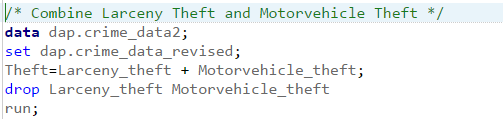 /* Combine Larceny Theft and Motorvehicle Theft */
data dap.crime_data2;
set dap.crime_data_revised;
Theft=Larceny_theft + Motorvehicle_theft;
drop Larceny_theft Motorvehicle_theft
run;